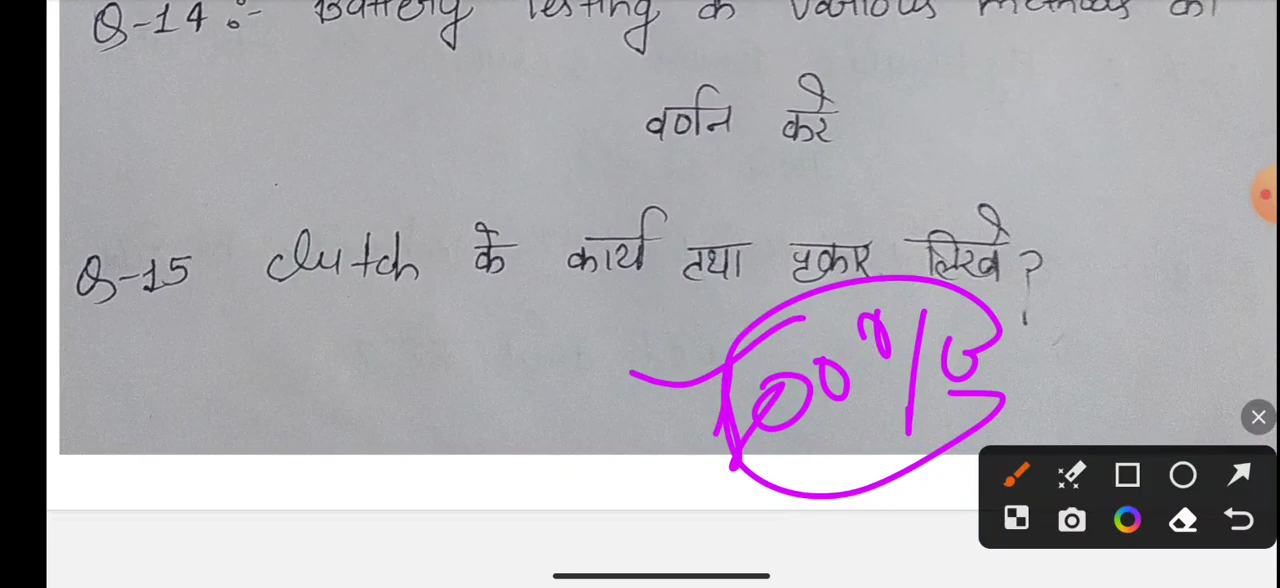 Q-14 :- Battery Testing के various methods का
वर्णन करे
Q-15 clutch के कार्य तथा प्रकार लिखे?
100%